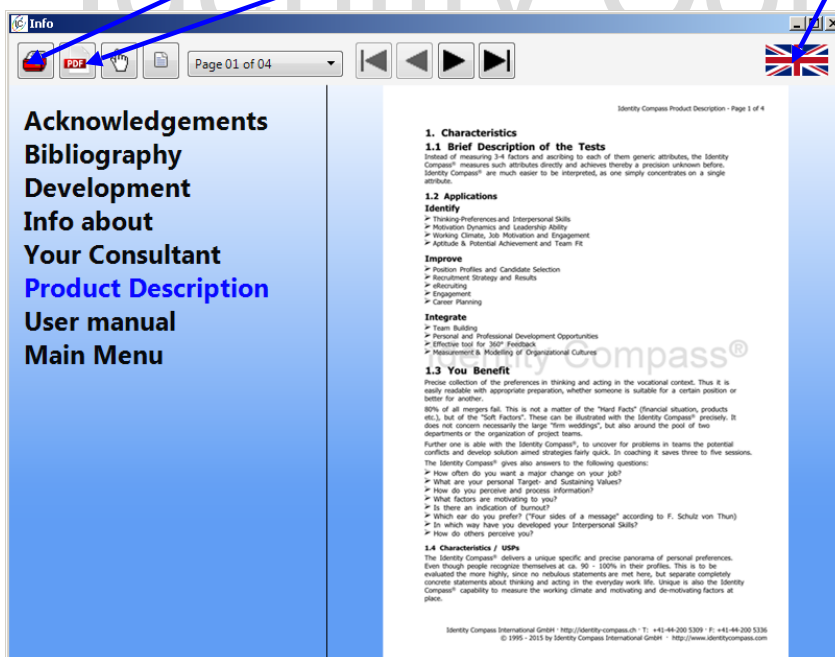 Info
PDF
Page 01 of 04
Acknowledgements
Bibliography
Development
Info about
Your Consultant
Product Description
User manual
Main Menu
Identity Compass Product Description - Page 1 of 4
1. Characteristics
1.1 Brief Description of the Tests
Instead of measuring 3-4 factors and ascribing to each of them generic attributes, the Identity
Compass® measures such attributes directly and achieves thereby a precision unknown before.
Identity Compass® are much easier to be interpreted, as one simply concentrates on a single
attribute.
1.2 Applications
Identify
➢ Thinking-Preferences and Interpersonal Skills
➢ Motivation Dynamics and Leadership Ability
➢ Working Climate, Job Motivation and Engagement
➢ Aptitude & Potential Achievement and Team Fit
Improve
➢ Position Profiles and Candidate Selection
➢ Recruitment Strategy and Results
➢ eRecruiting
➢ Engagement
➢ Career Planning
Integrate
➢ Team Building
➢ Personal and Professional Development Opportunities
➢ Effective tool for 360° Feedback
➢ Measurement & Modelling of Organizational Cultures
Identity Compass®
1.3 You Benefit
Precise collection of the preferences in thinking and acting in the vocational context. Thus it is
easily readable with appropriate preparation, whether someone is suitable for a certain position or
better for another.
80% of all mergers fail. This is not a matter of the "Hard Facts" (financial situation, products
etc.), but of the "Soft Factors". These can be illustrated with the Identity Compass® precisely. It
does not concern necessarily the large "firm weddings", but also around the pool of two
departments or the organization of project teams.
Further one is able with the Identity Compass®, to uncover for problems in teams the potential
conflicts and develop solution aimed strategies fairly quick. In coaching it saves three to five sessions.
The Identity Compass® gives also answers to the following questions:
➢ How often do you want a major change on your job?
➢ What are your personal Target- and Sustaining Values?
➢ How do you perceive and process information?
➢ What factors are motivating to you?
➢ Is there an indication of burnout?
➢ Which ear do you prefer? ("Four sides of a message" according to F. Schulz von Thun)
➢ In which way have you developed your Interpersonal Skills?
➢ How do others perceive you?
1.4 Characteristics / USPs
The Identity Compass® delivers a unique specific and precise panorama of personal preferences.
Even though people recognize themselves at ca. 90 - 100% in their profiles. This is to be
evaluated the more highly, since no nebulous statements are met here, but separate completely
concrete statements about thinking and acting in the everyday work life. Unique is also the Identity
Compass® capability to measure the working climate and motivating and de-motivating factors at
place.
Identity Compass International GmbH · http://identity-compass.ch · T: +41-44-200 5309 · F: +41-44-200 5336
© 1995 - 2015 by Identity Compass International GmbH · http://www.identitycompass.com